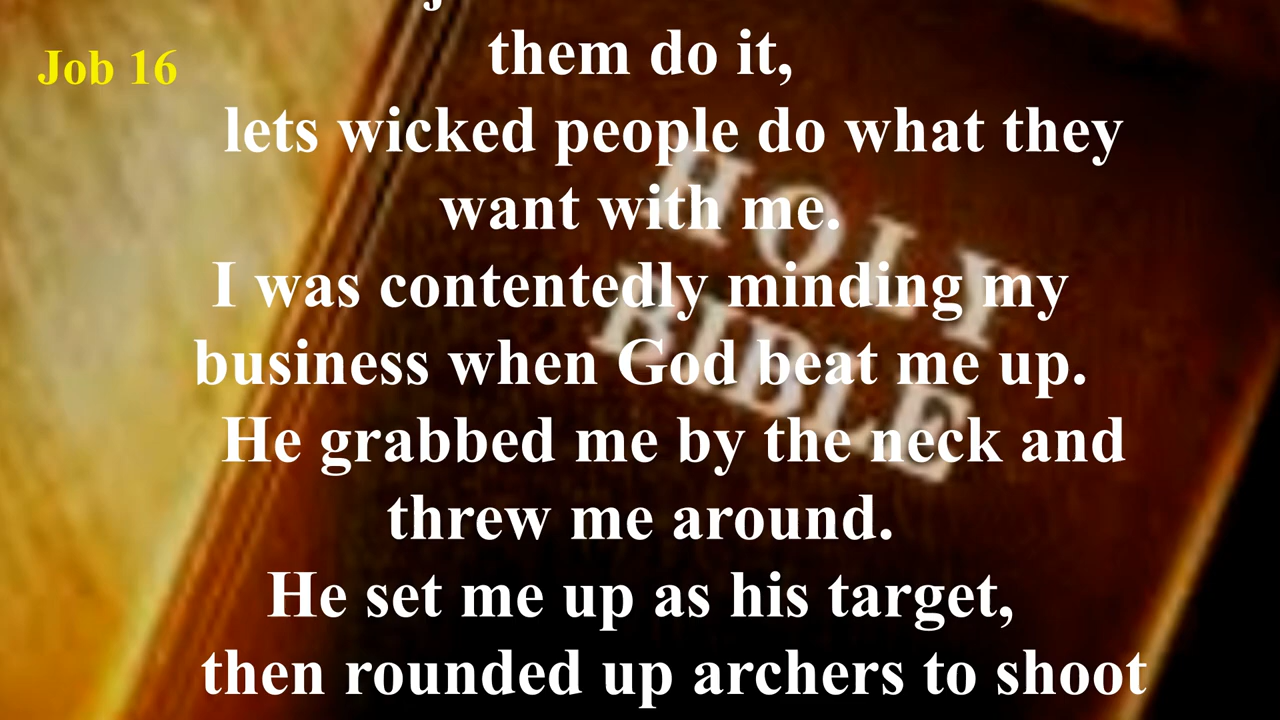 Job 16
them do it,
lets wicked people do what they
want with me.
I was contentedly minding my
business when God beat me up.
He grabbed me by the neck and
threw me around.
He set me up as his target,
then rounded up archers to shoot
HOLY
BIBLE